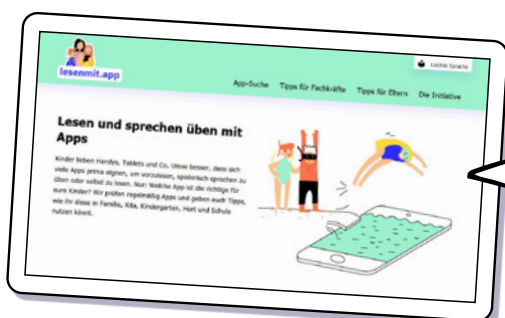 lesenmit.app
Leichte Sprache
App-Suche Tipps für Fachkräfte Tipps für Eltern Die Initiative
Lesen und sprechen üben mit
Apps
Kinder lieben Handys, Tablets und Co. Umso besser, dass sich
viele Apps prima eignen, um vorzulesen, spielerisch sprechen zu
üben oder selbst zu lesen. Nur: Welche App ist die richtige für
eure Kinder? Wir prüfen regelmäßig Apps und geben euch Tipps,
wie ihr diese in Familie, Kita, Kindergarten, Hort und Schule
nutzen könnt.